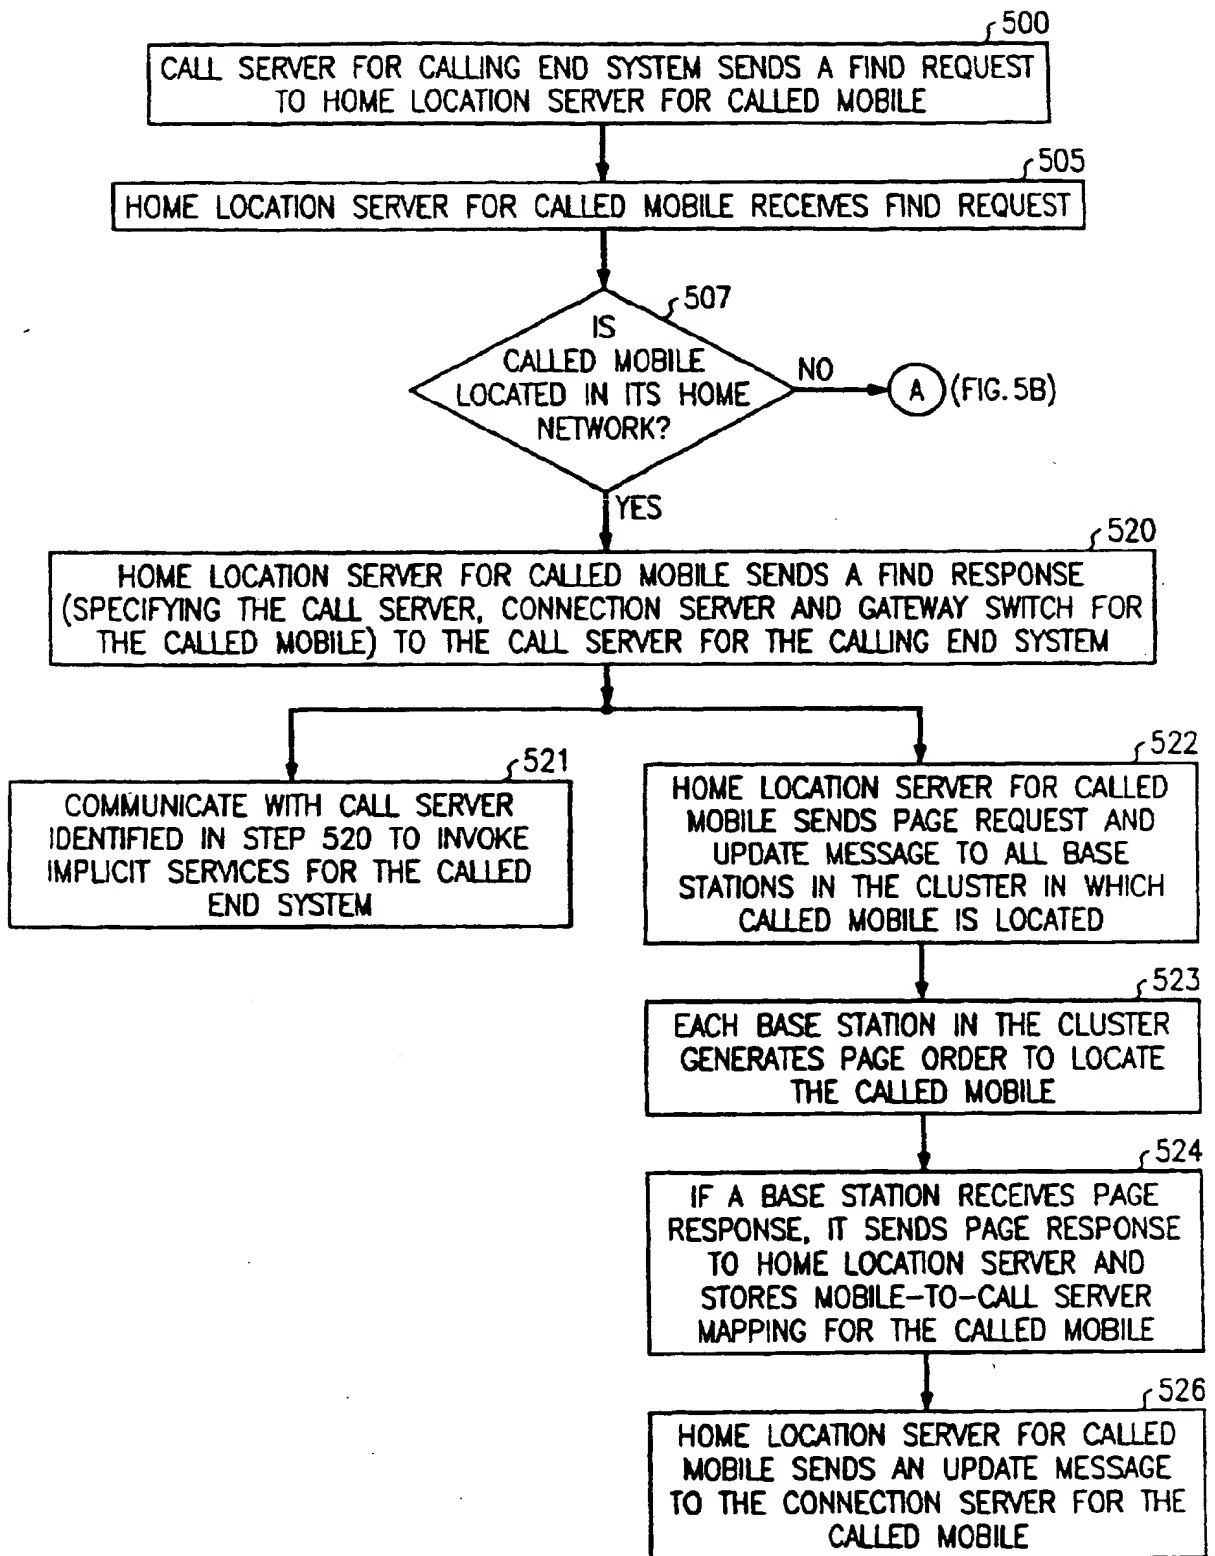 500
CALL SERVER FOR CALLING END SYSTEM SENDS A FIND REQUEST
TO HOME LOCATION SERVER FOR CALLED MOBILE
505
HOME LOCATION SERVER FOR CALLED MOBILE RECEIVES FIND REQUEST
507
IS
CALLED MOBILE
LOCATED IN ITS HOME
NETWORK?
NO
A
(FIG. 5B)
YES
520
HOME LOCATION SERVER FOR CALLED MOBILE SENDS A FIND RESPONSE
(SPECIFYING THE CALL SERVER, CONNECTION SERVER AND GATEWAY SWITCH FOR
THE CALLED MOBILE) TO THE CALL SERVER FOR THE CALLING END SYSTEM
521
COMMUNICATE WITH CALL SERVER
IDENTIFIED IN STEP 520 TO INVOKE
IMPLICIT SERVICES FOR THE CALLED
END SYSTEM
522
HOME LOCATION SERVER FOR CALLED
MOBILE SENDS PAGE REQUEST AND
UPDATE MESSAGE TO ALL BASE
STATIONS IN THE CLUSTER IN WHICH
CALLED MOBILE IS LOCATED
523
EACH BASE STATION IN THE CLUSTER
GENERATES PAGE ORDER TO LOCATE
THE CALLED MOBILE
524
IF A BASE STATION RECEIVES PAGE
RESPONSE, IT SENDS PAGE RESPONSE
TO HOME LOCATION SERVER AND
STORES MOBILE-TO-CALL SERVER
MAPPING FOR THE CALLED MOBILE
526
HOME LOCATION SERVER FOR CALLED
MOBILE SENDS AN UPDATE MESSAGE
TO THE CONNECTION SERVER FOR THE
CALLED MOBILE